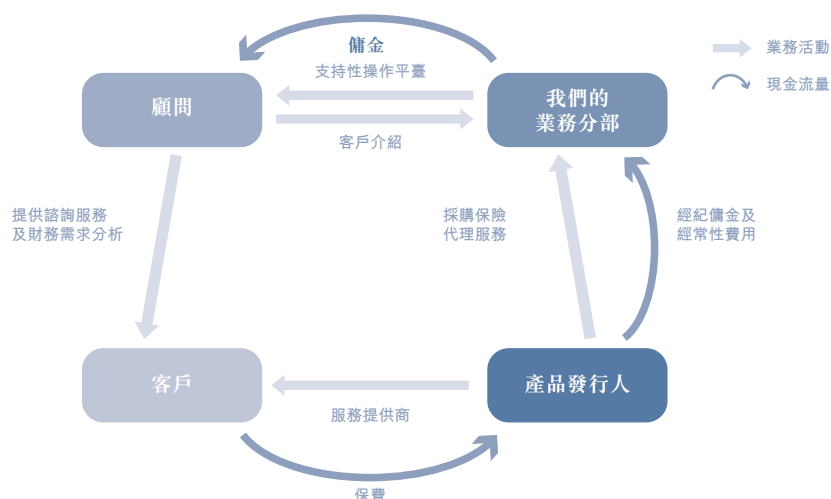 傭金
支持性操作平臺
業務活動
現金流量
顧問
我們的
業務分部
客戶介紹
提供諮詢服務
及財務需求分析
採購保險
代理服務
經紀傭金及
經常性費用
客戶
產品發行人
服務提供商
保費